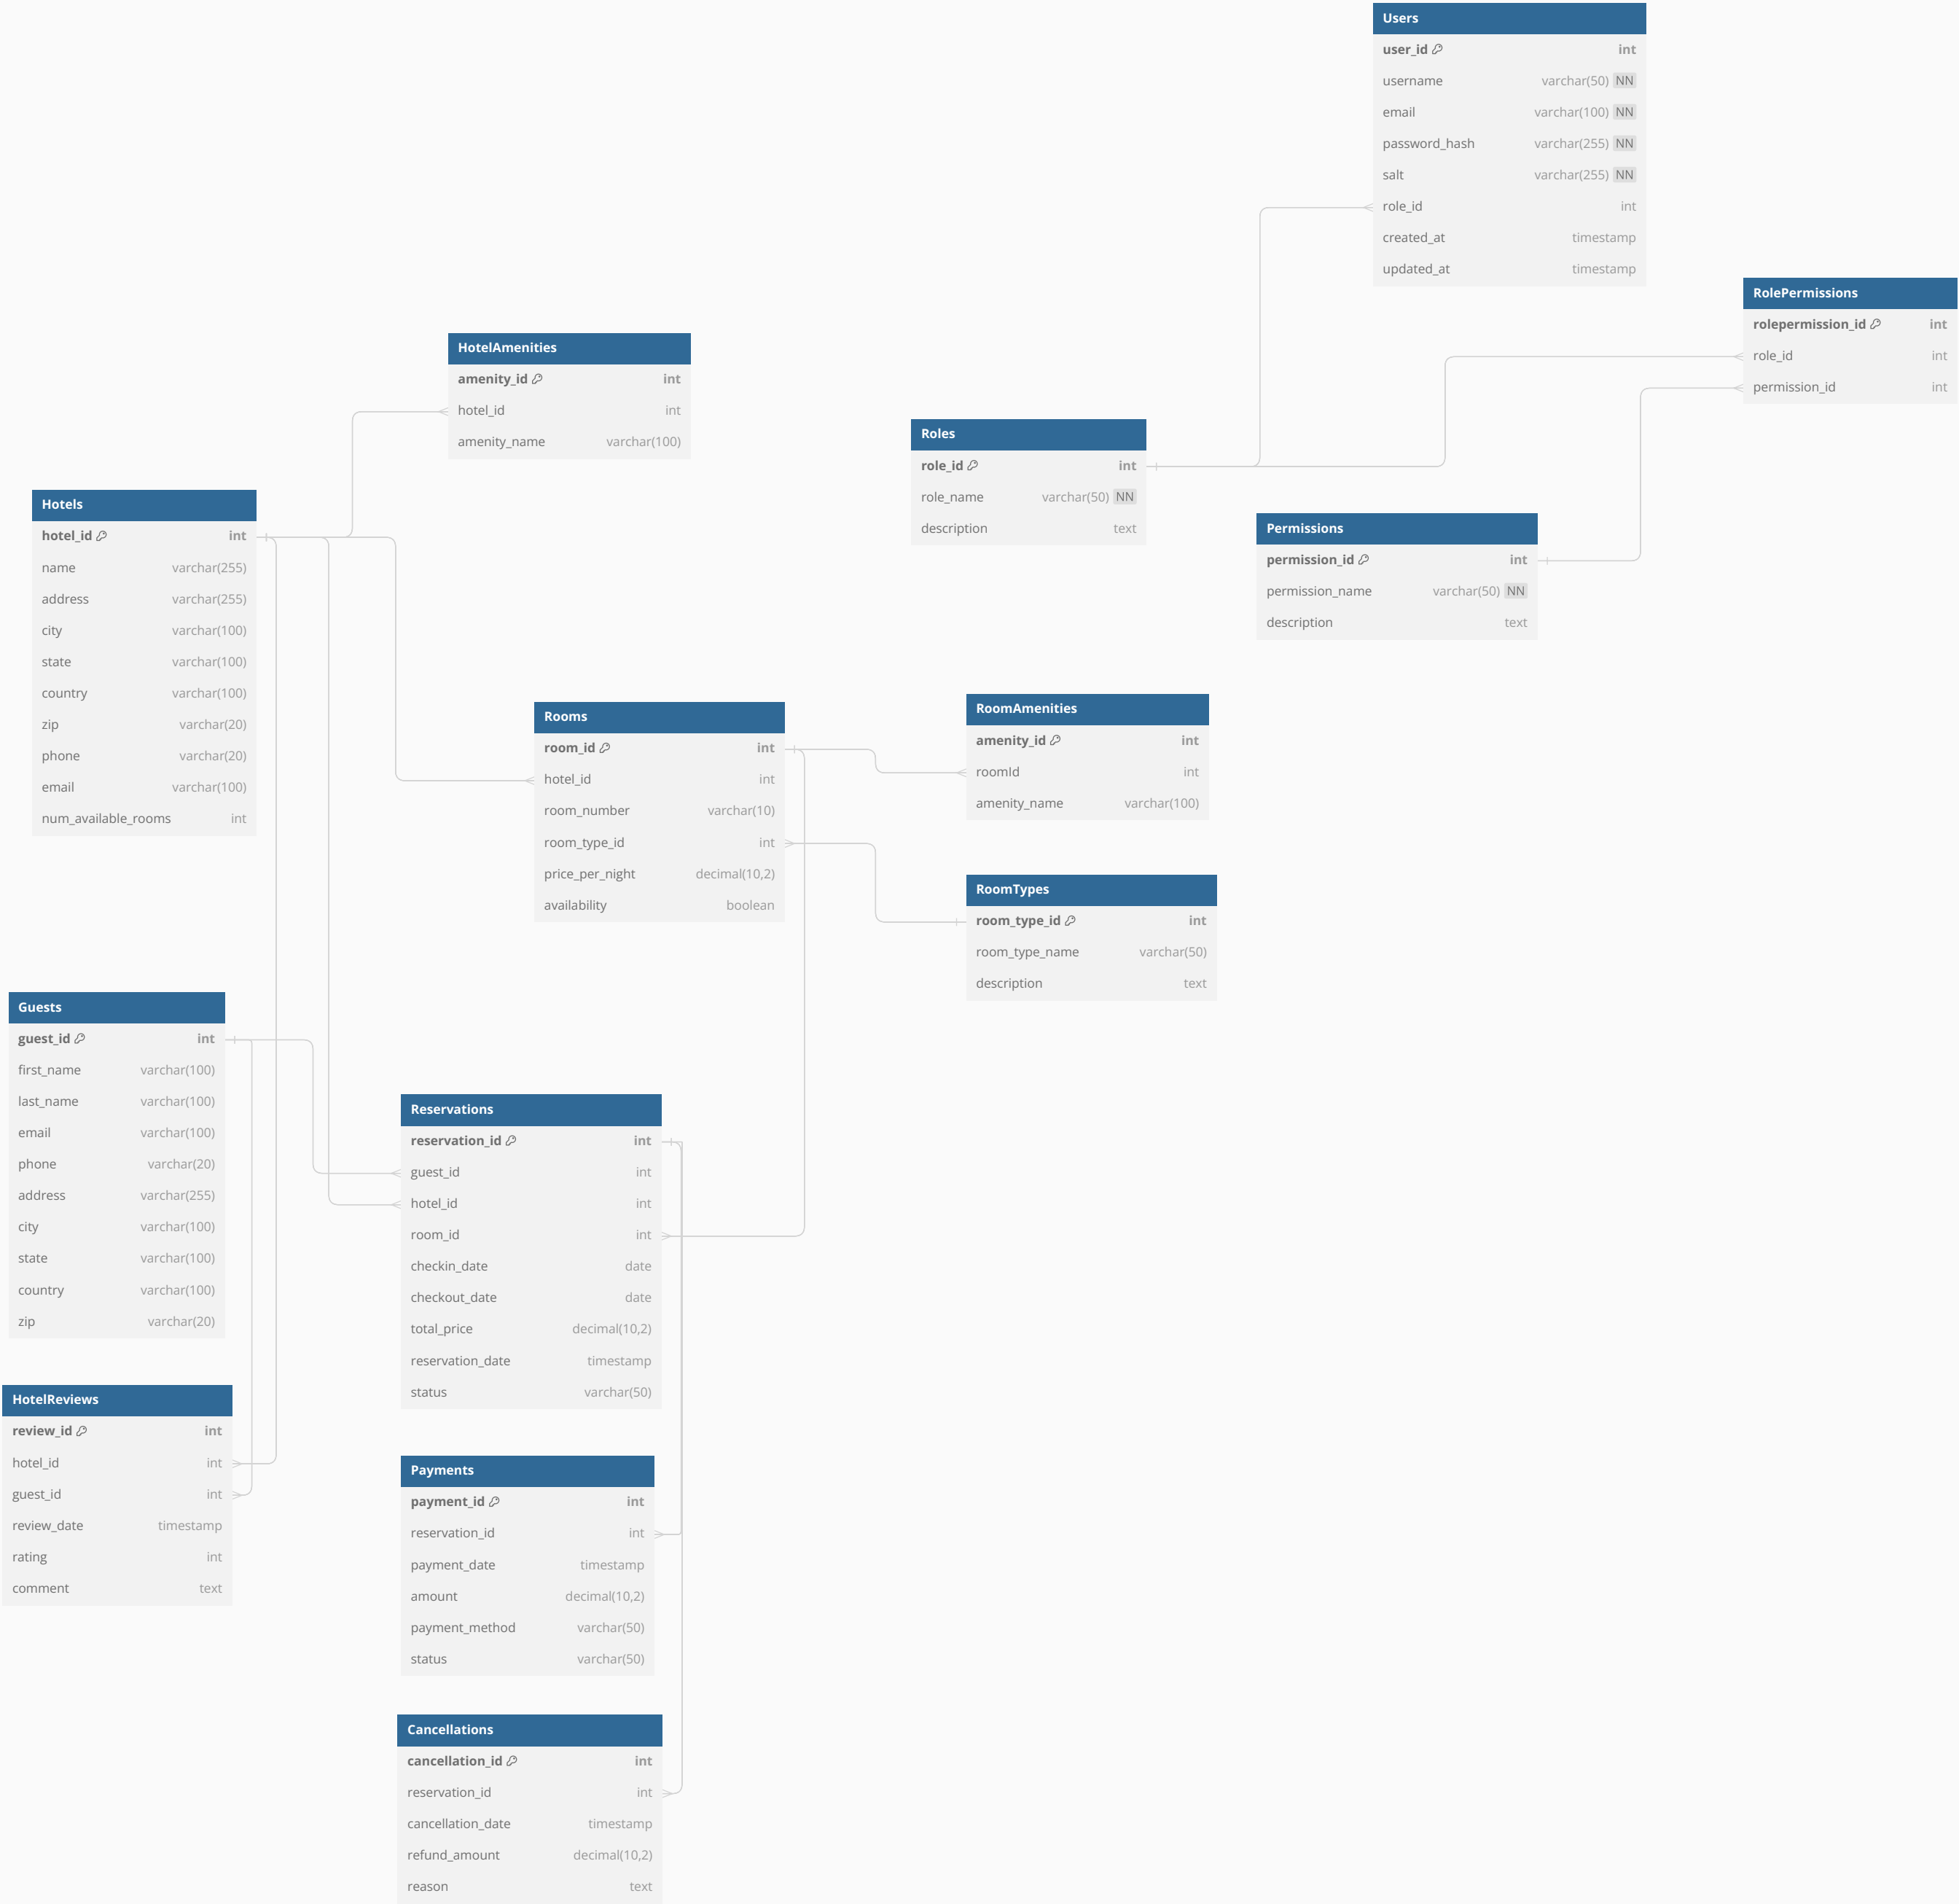 Users
user_id int
username varchar(50) NN
email varchar(100) NN
password_hash varchar(255) NN
salt varchar(255) NN
role_id int
created_at timestamp
updated_at timestamp
RolePermissions
rolepermission_id int
role_id int
permission_id int
HotelAmenities
amenity_id int
hotel_id int
amenity_name varchar(100)
Roles
role_id int
role_name varchar(50) NN
description text
Hotels
hotel_id int
name varchar(255)
address varchar(255)
city varchar(100)
state varchar(100)
country varchar(100)
zip varchar(20)
phone varchar(20)
email varchar(100)
num_available_rooms int
Permissions
permission_id int
permission_name varchar(50) NN
description text
Rooms
room_id int
hotel_id int
room_number varchar(10)
room_type_id int
price_per_night decimal(10,2)
availability boolean
RoomAmenities
amenity_id int
roomId int
amenity_name varchar(100)
RoomTypes
room_type_id int
room_type_name varchar(50)
description text
Guests
guest_id int
first_name varchar(100)
last_name varchar(100)
email varchar(100)
phone varchar(20)
address varchar(255)
city varchar(100)
state varchar(100)
country varchar(100)
zip varchar(20)
Reservations
reservation_id int
guest_id int
hotel_id int
room_id int
checkin_date date
checkout_date date
total_price decimal(10,2)
reservation_date timestamp
status varchar(50)
HotelReviews
review_id int
hotel_id int
guest_id int
review_date timestamp
rating int
comment text
Payments
payment_id int
reservation_id int
payment_date timestamp
amount decimal(10,2)
payment_method varchar(50)
status varchar(50)
Cancellations
cancellation_id int
reservation_id int
cancellation_date timestamp
refund_amount decimal(10,2)
reason text